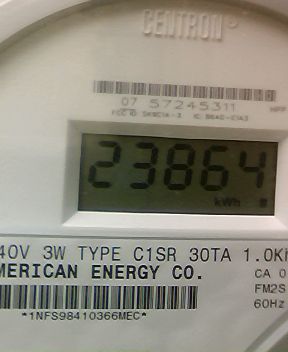 CENTRON
07 57245311
23864
kWh
40V 3W TYPE C1SR 30TA 1.0K
MERICAN ENERGY CO.
CA 0
FM2S
60Hz
*1NFS98410366MEC*